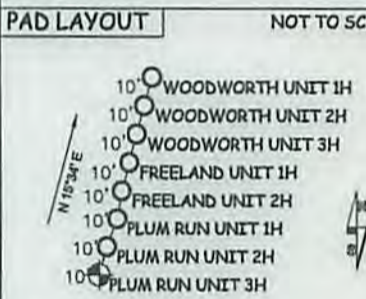 PAD LAYOUT
NOT TO SC
10' WOODWORTH UNIT 1H
10' WOODWORTH UNIT 2H
10' WOODWORTH UNIT 3H
10' FREELAND UNIT 1H
10' FREELAND UNIT 2H
10' PLUM RUN UNIT 1H
10' PLUM RUN UNIT 2H
10' PLUM RUN UNIT 3H
N 15°34' E